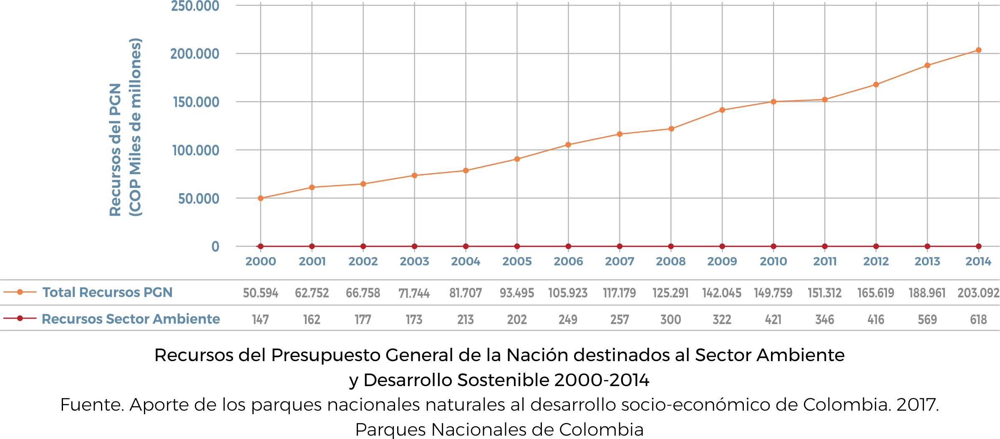 250.000
200.000
150.000
100.000
50.000
0
Recursos del PGN
(COP Miles de millones)
2000 2001 2002 2003 2004 2005 2006 2007 2008 2009 2010 2011 2012 2013 2014
Total Recursos PGN 50.594 62.752 66.758 71.744 81.707 93.495 105.923 117.179 125.291 142.045 149.759 151.312 165.619 188.961 203.092
Recursos Sector Ambiente 147 162 177 173 213 202 249 257 300 322 421 346 416 569 618
Recursos del Presupuesto General de la Nación destinados al Sector Ambiente
y Desarrollo Sostenible 2000-2014
Fuente. Aporte de los parques nacionales naturales al desarrollo socio-económico de Colombia. 2017.
Parques Nacionales de Colombia